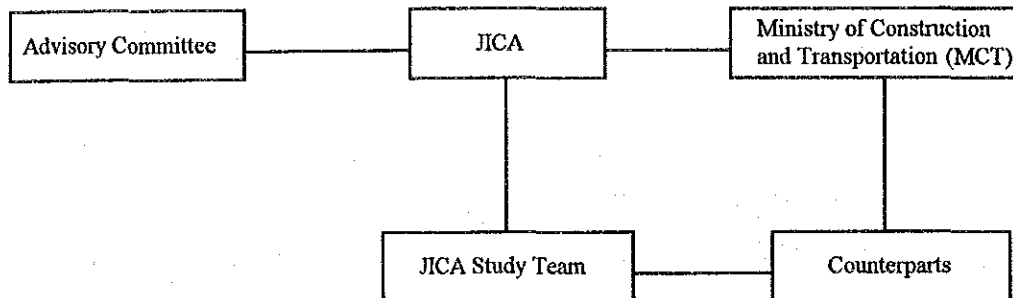 Advisory Committee
JICA
Ministry of Construction
and Transportation (MCT)
JICA Study Team
Counterparts